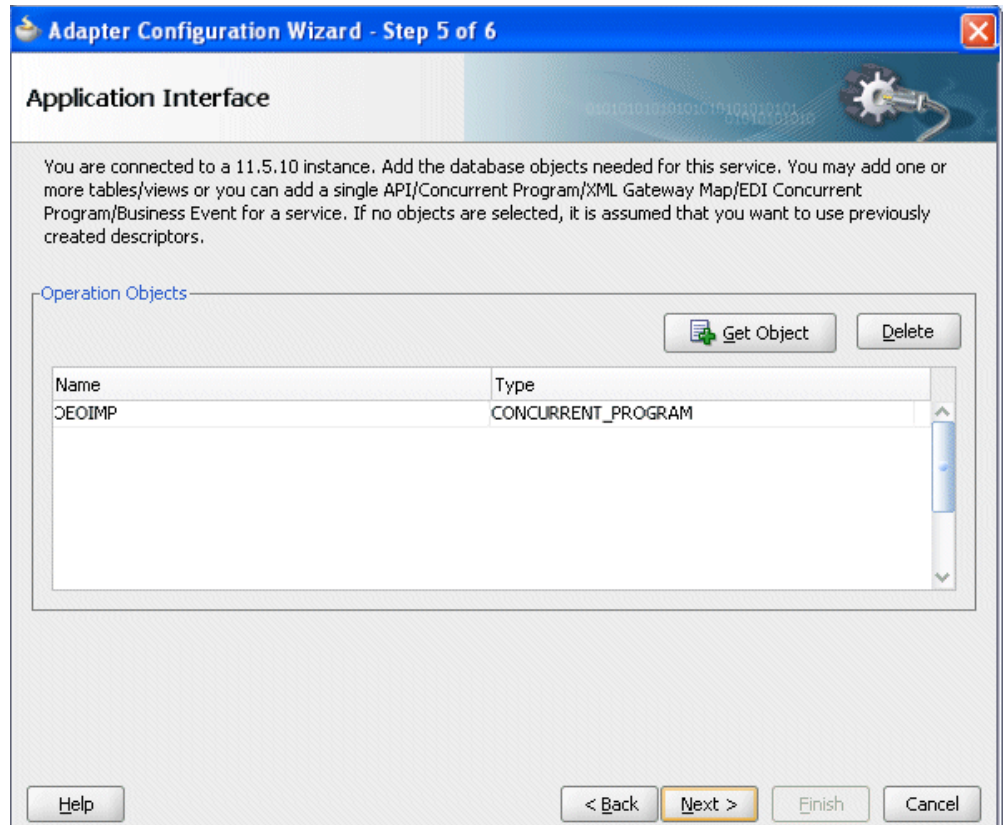 Adapter Configuration Wizard - Step 5 of 6
Application Interface
You are connected to a 11.5.10 instance. Add the database objects needed for this service. You may add one or
more tables/views or you can add a single API/Concurrent Program/XML Gateway Map/EDI Concurrent
Program/Business Event for a service. If no objects are selected, it is assumed that you want to use previously
created descriptors.
Operation Objects
Get Object Delete
Name Type
OEOIMP CONCURRENT_PROGRAM
Help < Back Next > Finish Cancel